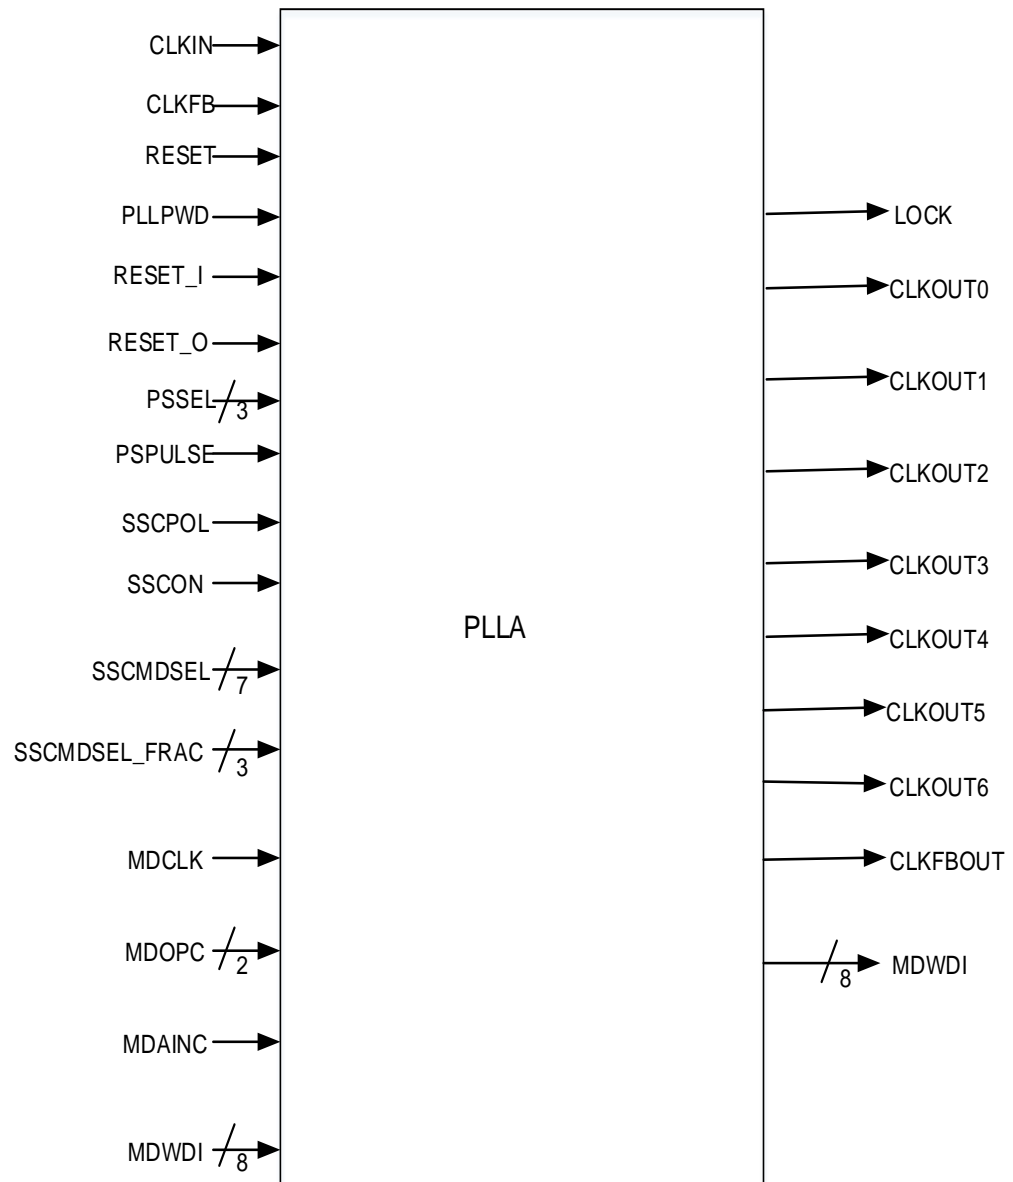 CLKIN
CLKFB
RESET
PLLPWD
RESET_I
RESET_O
PSSEL 3
PSPULSE
SSCPOL
SSCON
SSCMDSEL 7
SSCMDSEL_FRAC 3
MDCLK
MDOPC 2
MDAINC
MDWDI 8
PLLA
LOCK
CLKOUT0
CLKOUT1
CLKOUT2
CLKOUT3
CLKOUT4
CLKOUT5
CLKOUT6
CLKFBOUT
8 MDWDI